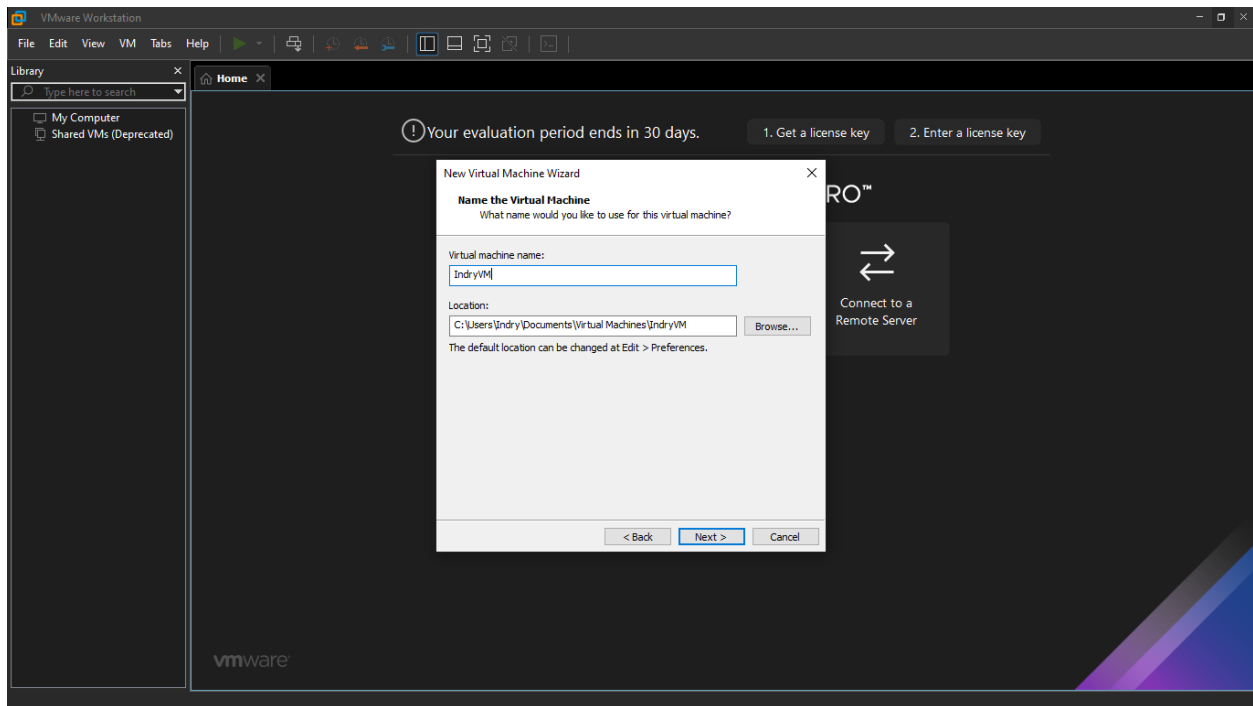 VMware Workstation
File Edit View VM Tabs Help
Library
Type here to search
My Computer
Shared VMs (Deprecated)
Home
Your evaluation period ends in 30 days.
1. Get a license key
2. Enter a license key
RO™
Connect to a
Remote Server
New Virtual Machine Wizard
Name the Virtual Machine
What name would you like to use for this virtual machine?
Virtual machine name:
IndryVM
Location:
C:\Users\Indry\Documents\Virtual Machines\IndryVM
Browse...
The default location can be changed at Edit > Preferences.
< Back Next > Cancel
vmware